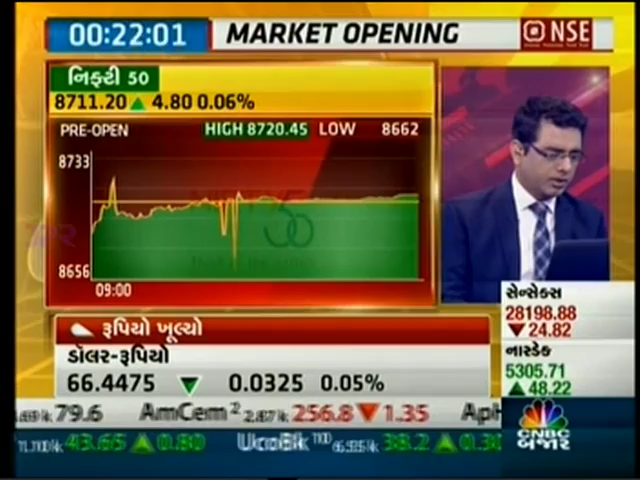 00:22:01 MARKET OPENING NSE
નિફ્ટી 50
8711.20 4.80 0.06%
PRE-OPEN HIGH 8720.45 LOW 8662
8733
8656
09:00
રૂપિયો ખૂલ્યો
ડોલર-રૂપિયો
66.4475 0.0325 0.05%
સેન્સેક્સ
28198.88
24.82
નાસ્ડેક
5305.71
48.22
79.6 AmCem 256.8 1.35
43.65 0.80 UcoBk 38.2 0.30
CNBC
બજાર